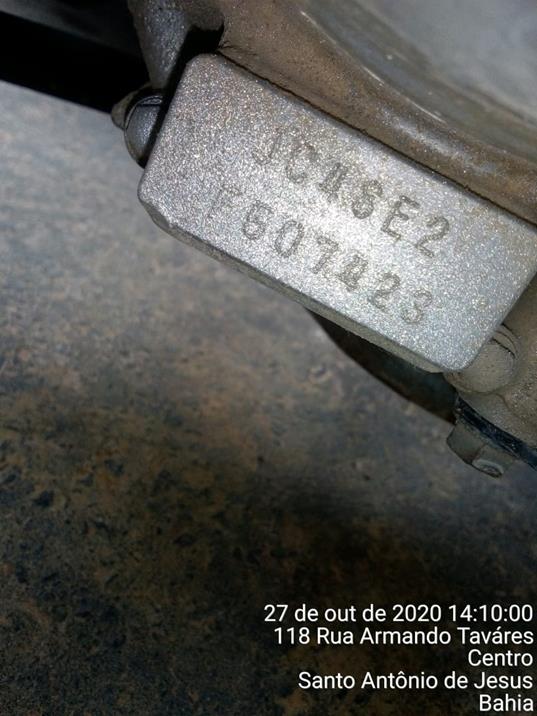 JC4SE2
F507423
27 de out de 2020 14:10:00
118 Rua Armando Taváres
Centro
Santo Antônio de Jesus
Bahia